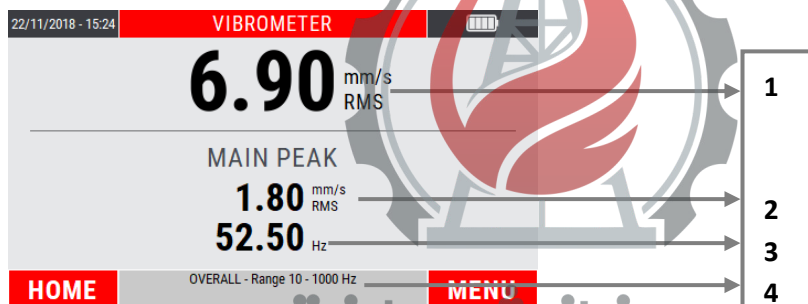 22/11/2018 - 15:24 VIBROMETER
6.90 mm/s RMS 1
MAIN PEAK
1.80 mm/s RMS 2
52.50 Hz 3
HOME OVERALL - Range 10 - 1000 Hz MENU 4